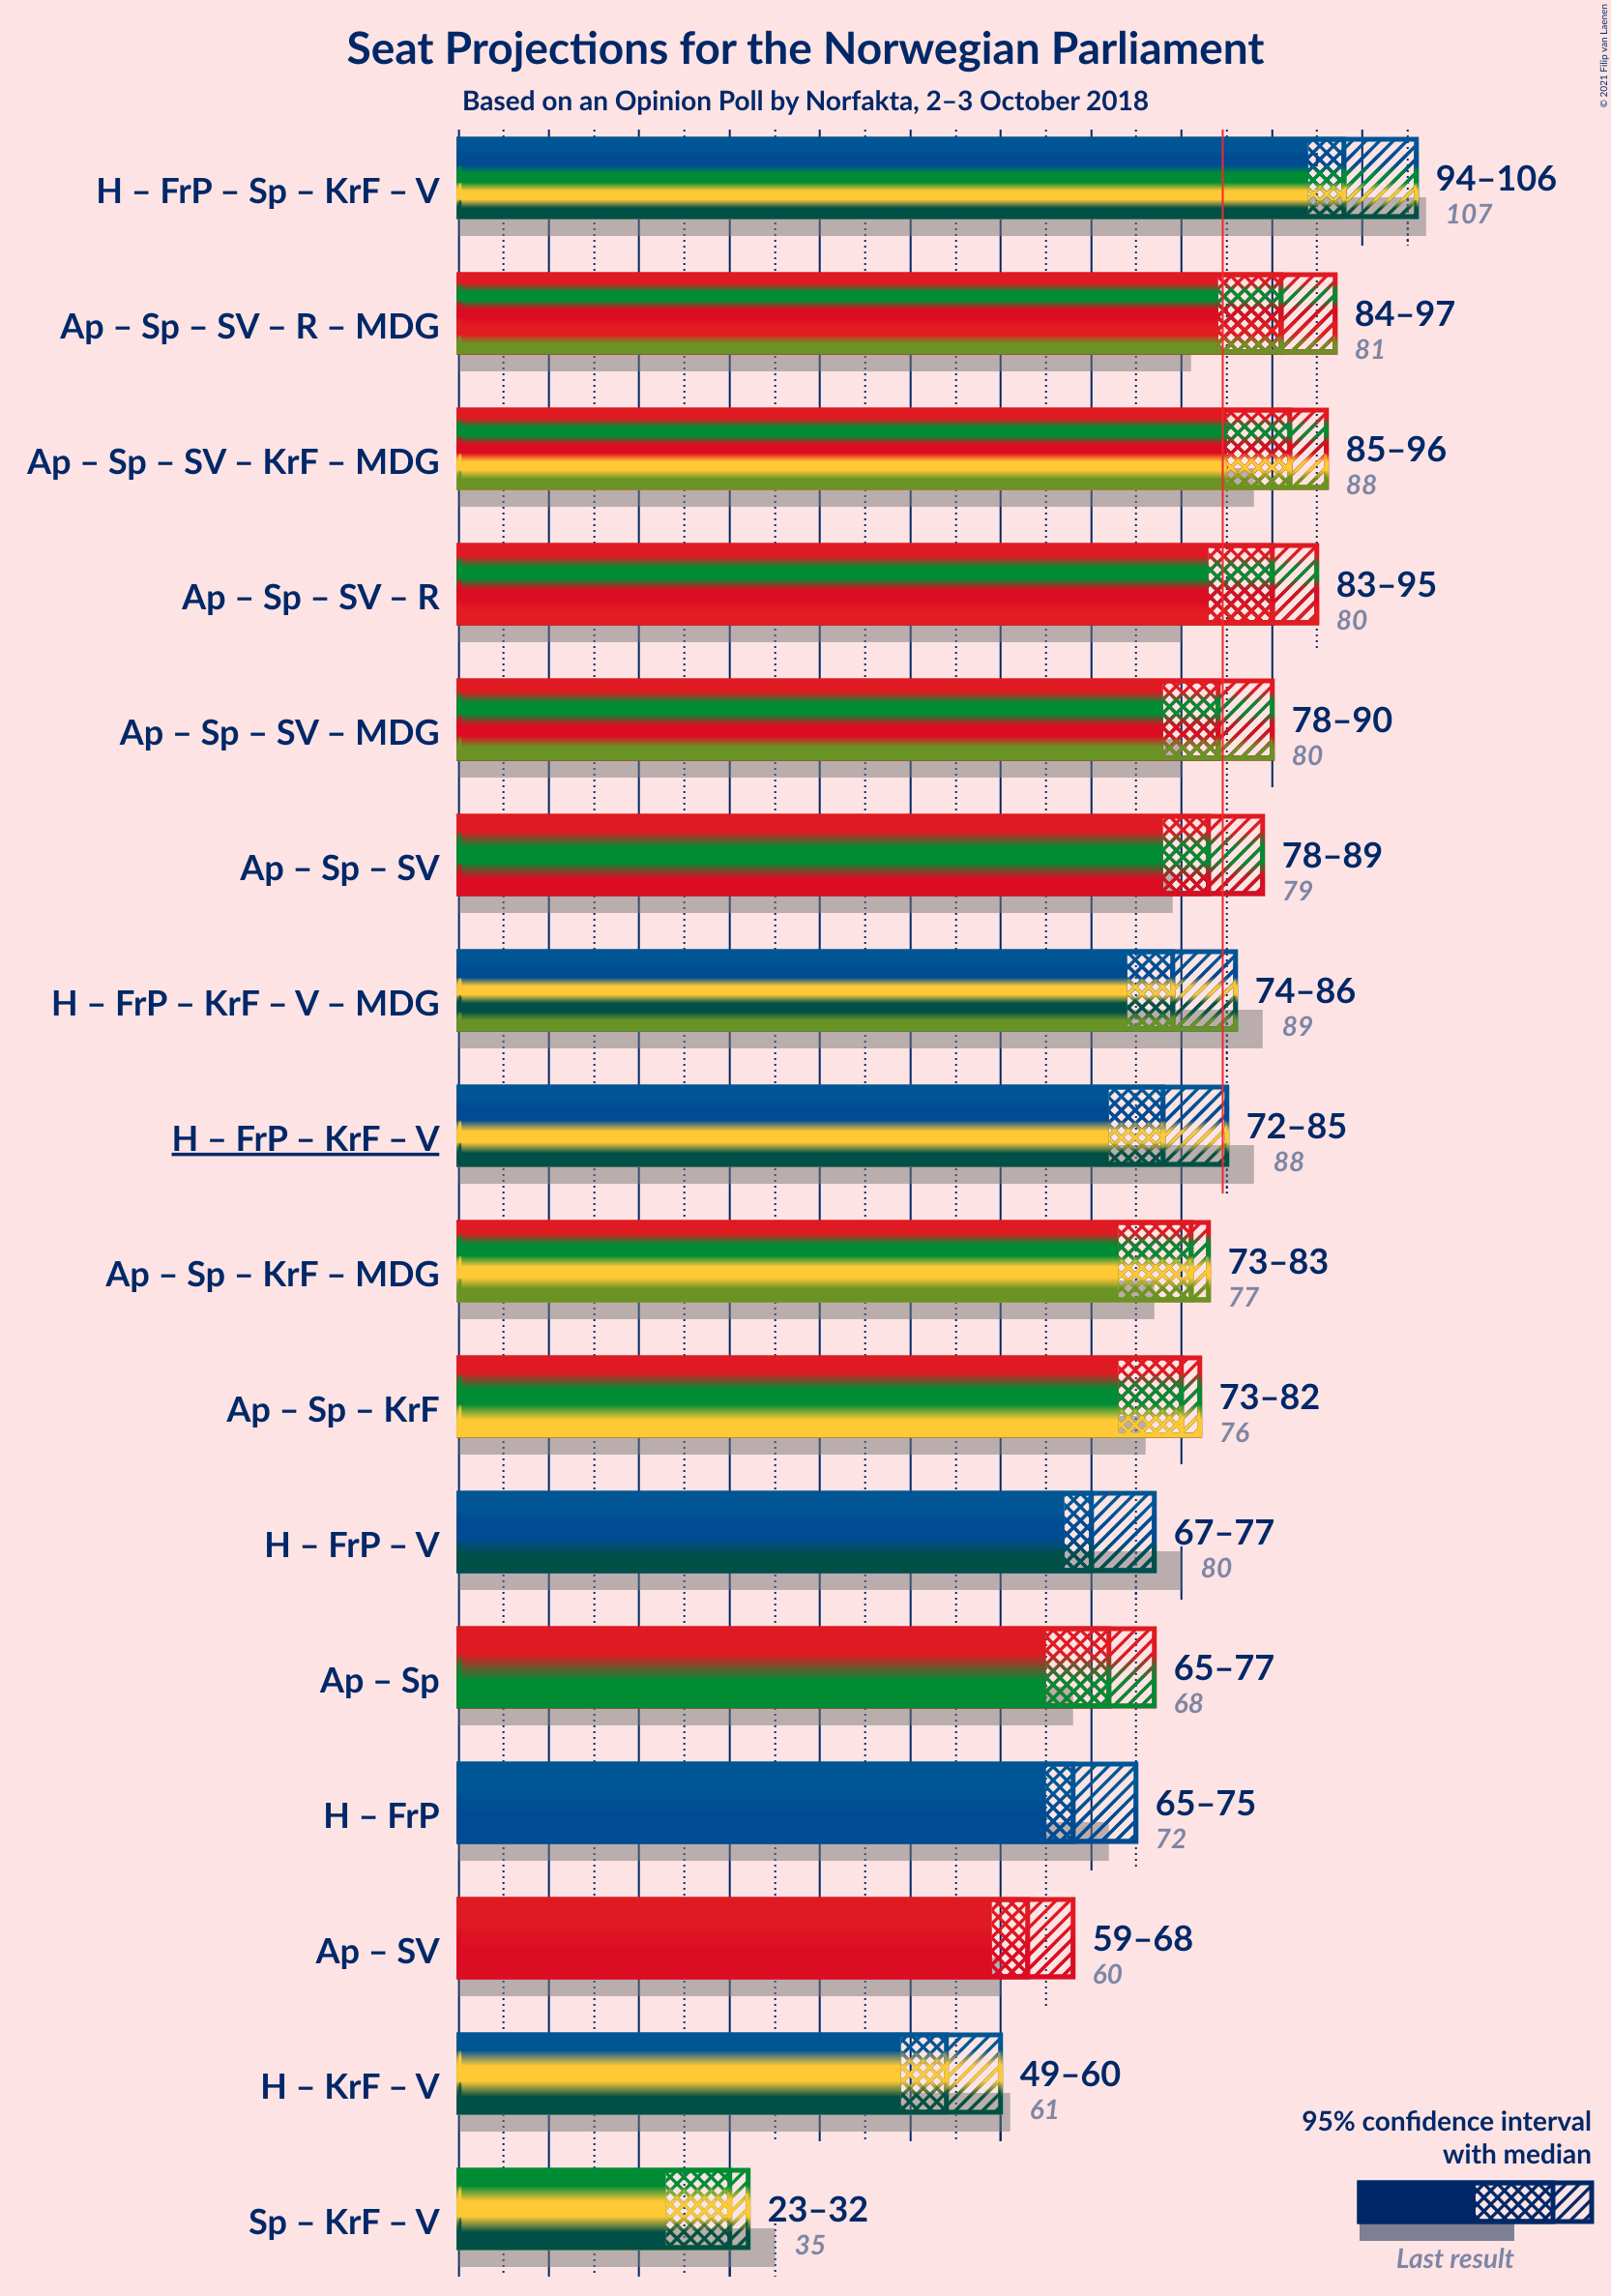 Seat Projections for the Norwegian Parliament
Based on an Opinion Poll by Norfakta, 2–3 October 2018
© 2021 Filip van Laenen
H – FrP – Sp – KrF – V
94–106
107
Ap – Sp – SV – R – MDG
84–97
81
Ap – Sp – SV – KrF – MDG
85–96
88
Ap – Sp – SV – R
83–95
80
Ap – Sp – SV – MDG
78–90
80
Ap – Sp – SV
78–89
79
H – FrP – KrF – V – MDG
74–86
89
H – FrP – KrF – V
72–85
88
Ap – Sp – KrF – MDG
73–83
77
Ap – Sp – KrF
73–82
76
H – FrP – V
67–77
80
Ap – Sp
65–77
68
H – FrP
65–75
72
Ap – SV
59–68
60
H – KrF – V
49–60
61
Sp – KrF – V
23–32
35
95% confidence interval
with median
Last result